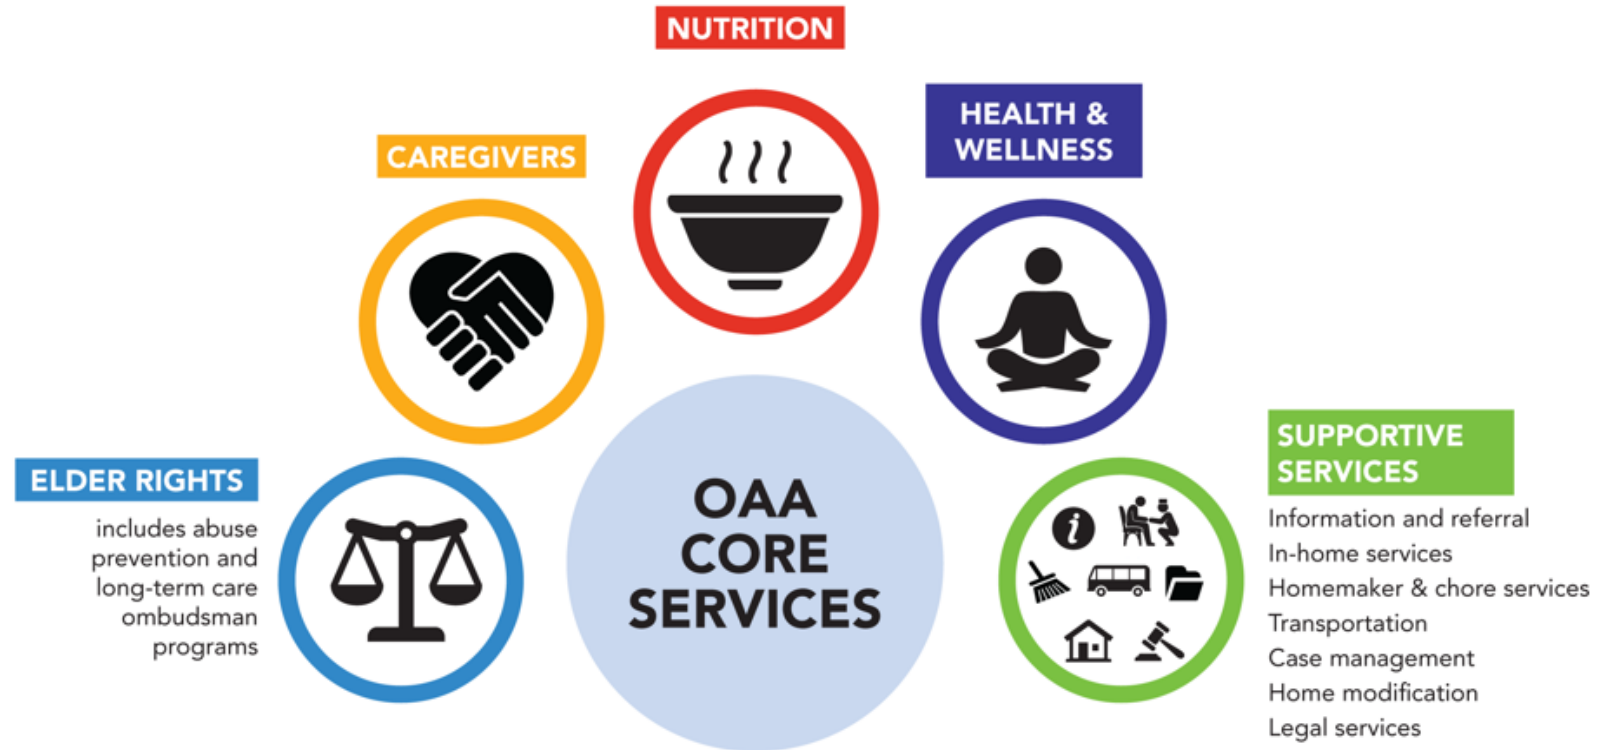 NUTRITION
HEALTH &
WELLNESS
CAREGIVERS
ELDER RIGHTS
includes abuse
prevention and
long-term care
ombudsman
programs
OAA
CORE
SERVICES
SUPPORTIVE
SERVICES
i
Information and referral
In-home services
Homemaker & chore services
Transportation
Case management
Home modification
Legal services